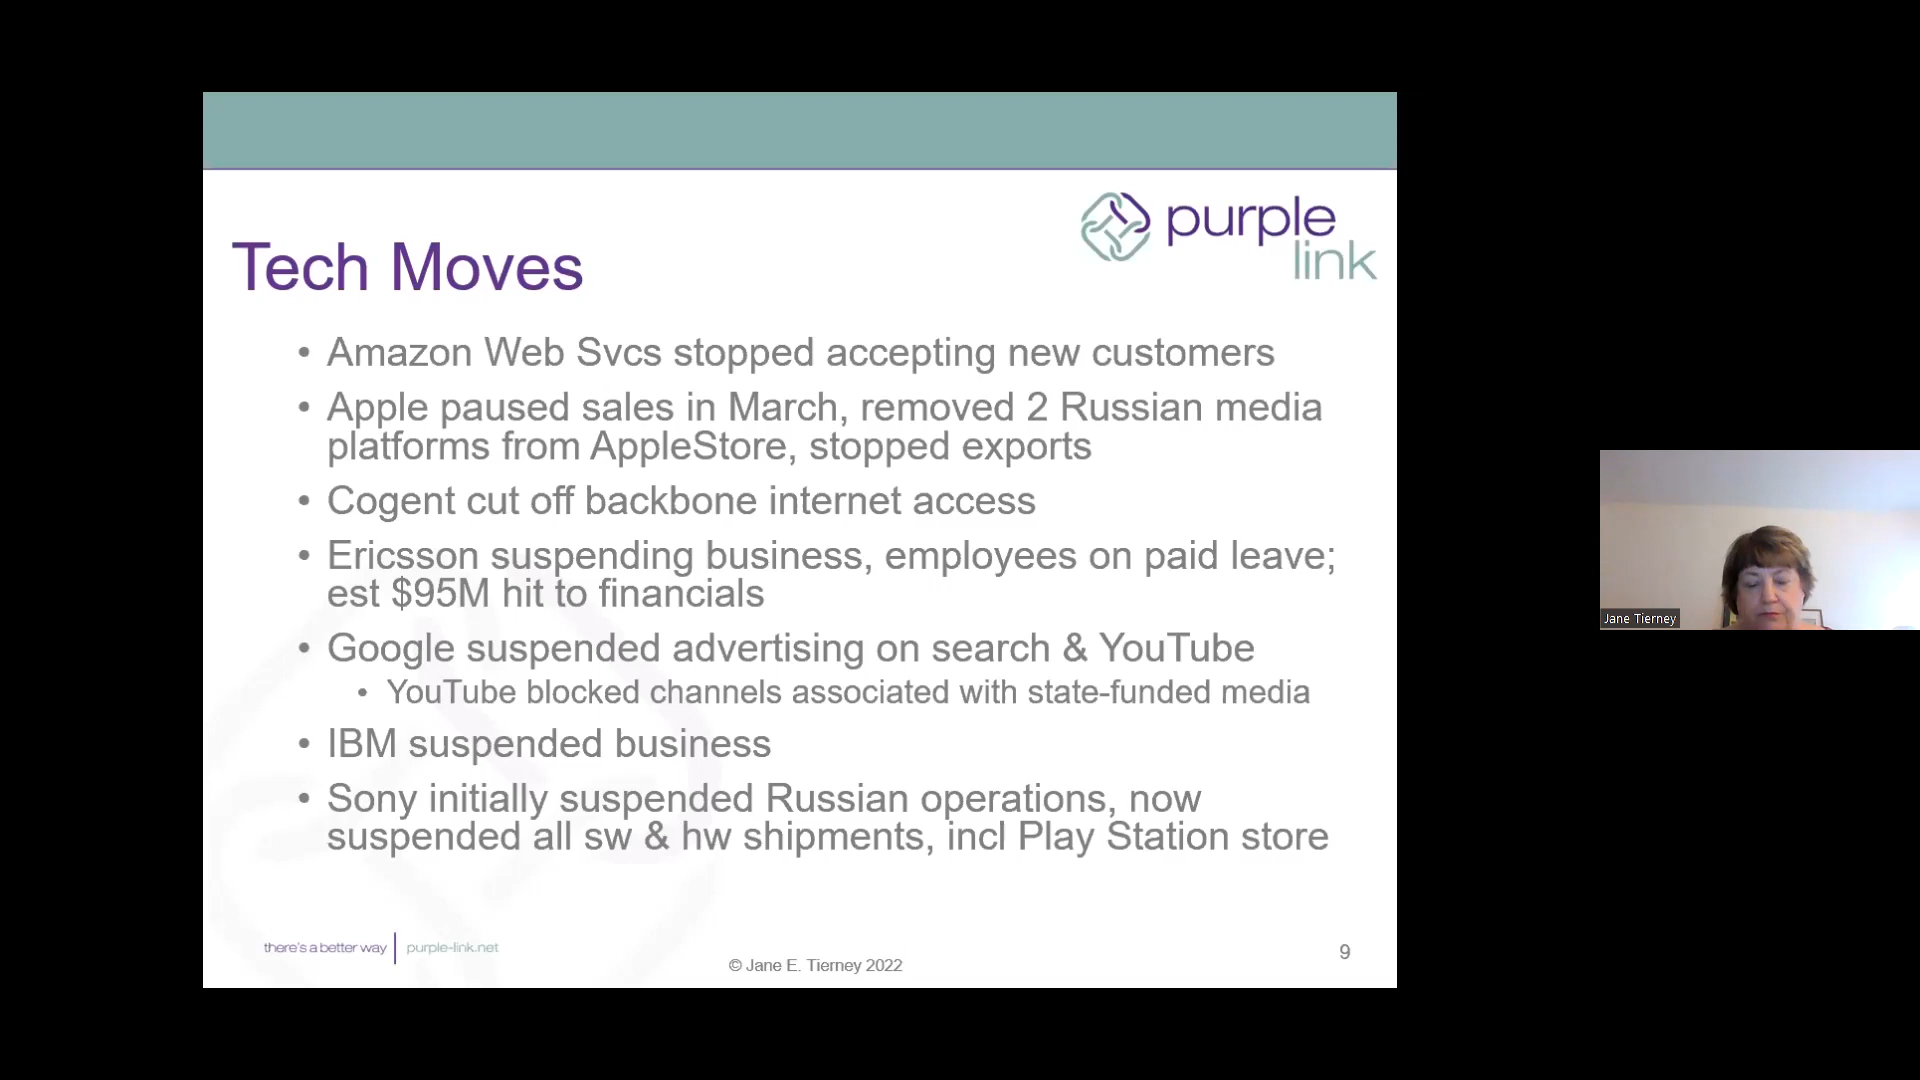 purple
link
Tech Moves
• Amazon Web Svcs stopped accepting new customers
• Apple paused sales in March, removed 2 Russian media
platforms from AppleStore, stopped exports
• Cogent cut off backbone internet access
• Ericsson suspending business, employees on paid leave;
est $95M hit to financials
• Google suspended advertising on search & YouTube
• YouTube blocked channels associated with state-funded media
• IBM suspended business
• Sony initially suspended Russian operations, now
suspended all sw & hw shipments, incl Play Station store
there's a better way | purple-link.net
© Jane E. Tierney 2022
9
Jane Tierney